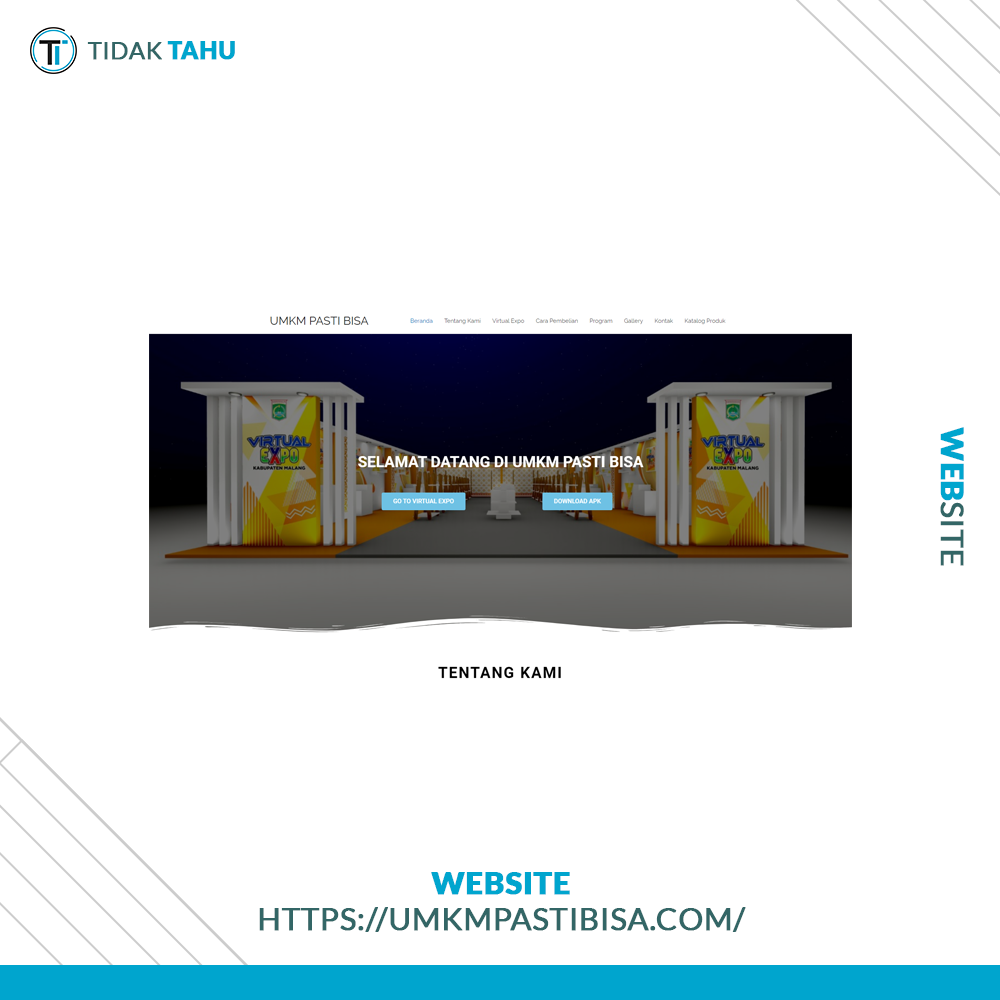 TIDAK TAHU
UMKM PASTI BISA
Beranda Tentang Kami Virtual Expo Cara Pembelian Program Gallery Kontak Katalog Produk
VIRTUAL
EXPO
KABUPATEN MALANG
VIRTUAL
EXPO
KABUPATEN MALANG
SELAMAT DATANG DI UMKM PASTI BISA
GO TO VIRTUAL EXPO
DOWNLOAD APK
WEBSITE
TENTANG KAMI
WEBSITE
HTTPS://UMKMPASTIBISA.COM/